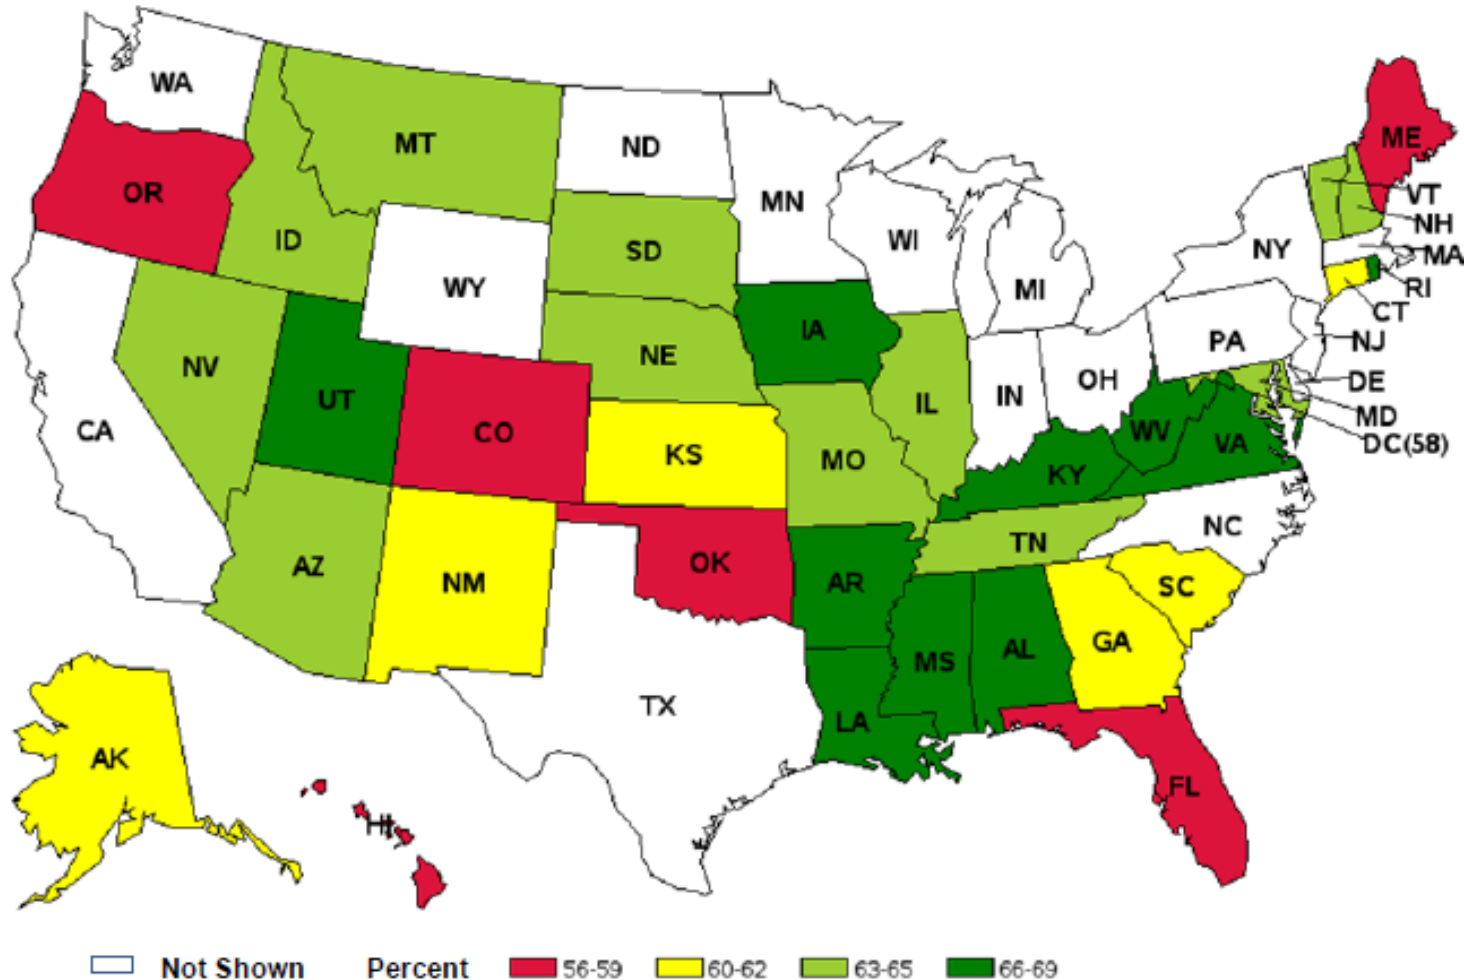 WA
MT
ND
ME
OR
MN
VT
NH
ID
SD
WI
NY
MA
WY
MI
RI
CT
IA
PA
NJ
NV
NE
OH
DE
UT
IN
MD
CA
CO
IL
WV
VA
DC(58)
KS
MO
KY
NC
AZ
NM
OK
AR
TN
SC
GA
MS
AL
TX
LA
AK
FL
HI
Not Shown Percent 56-59 60-62 63-65 66-69